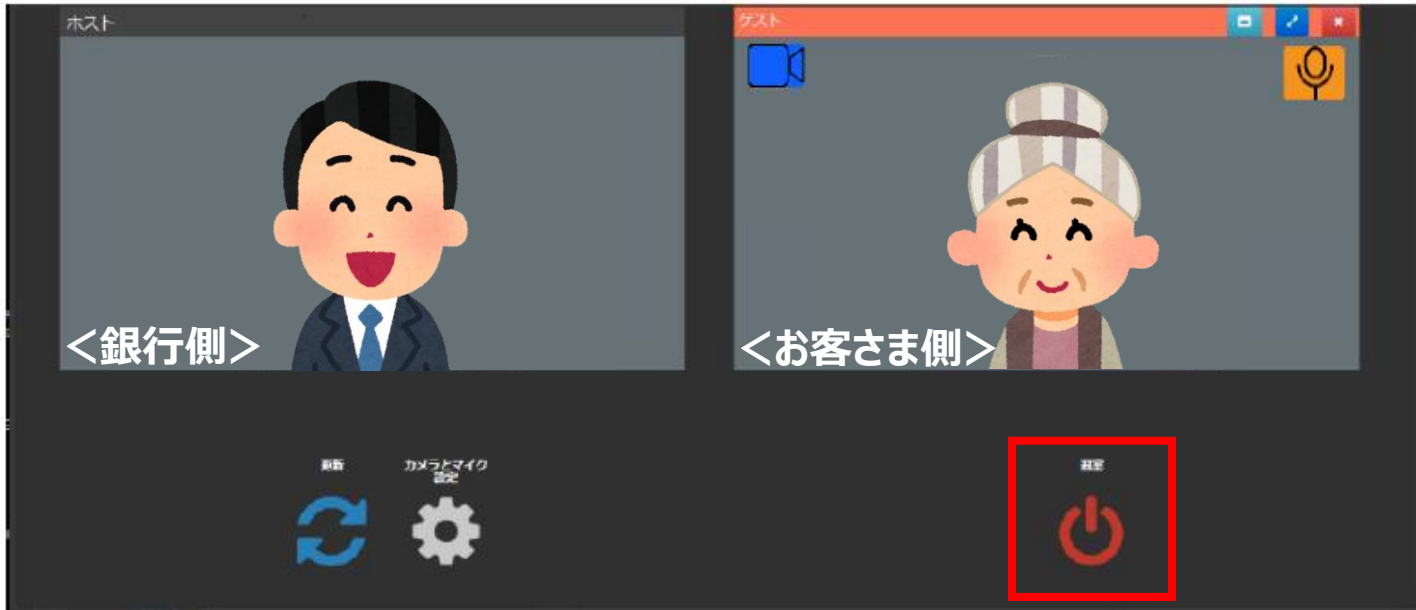 ホスト
ゲスト
＜銀行側＞
＜お客さま側＞
更新
カメラとマイク
設定
退室